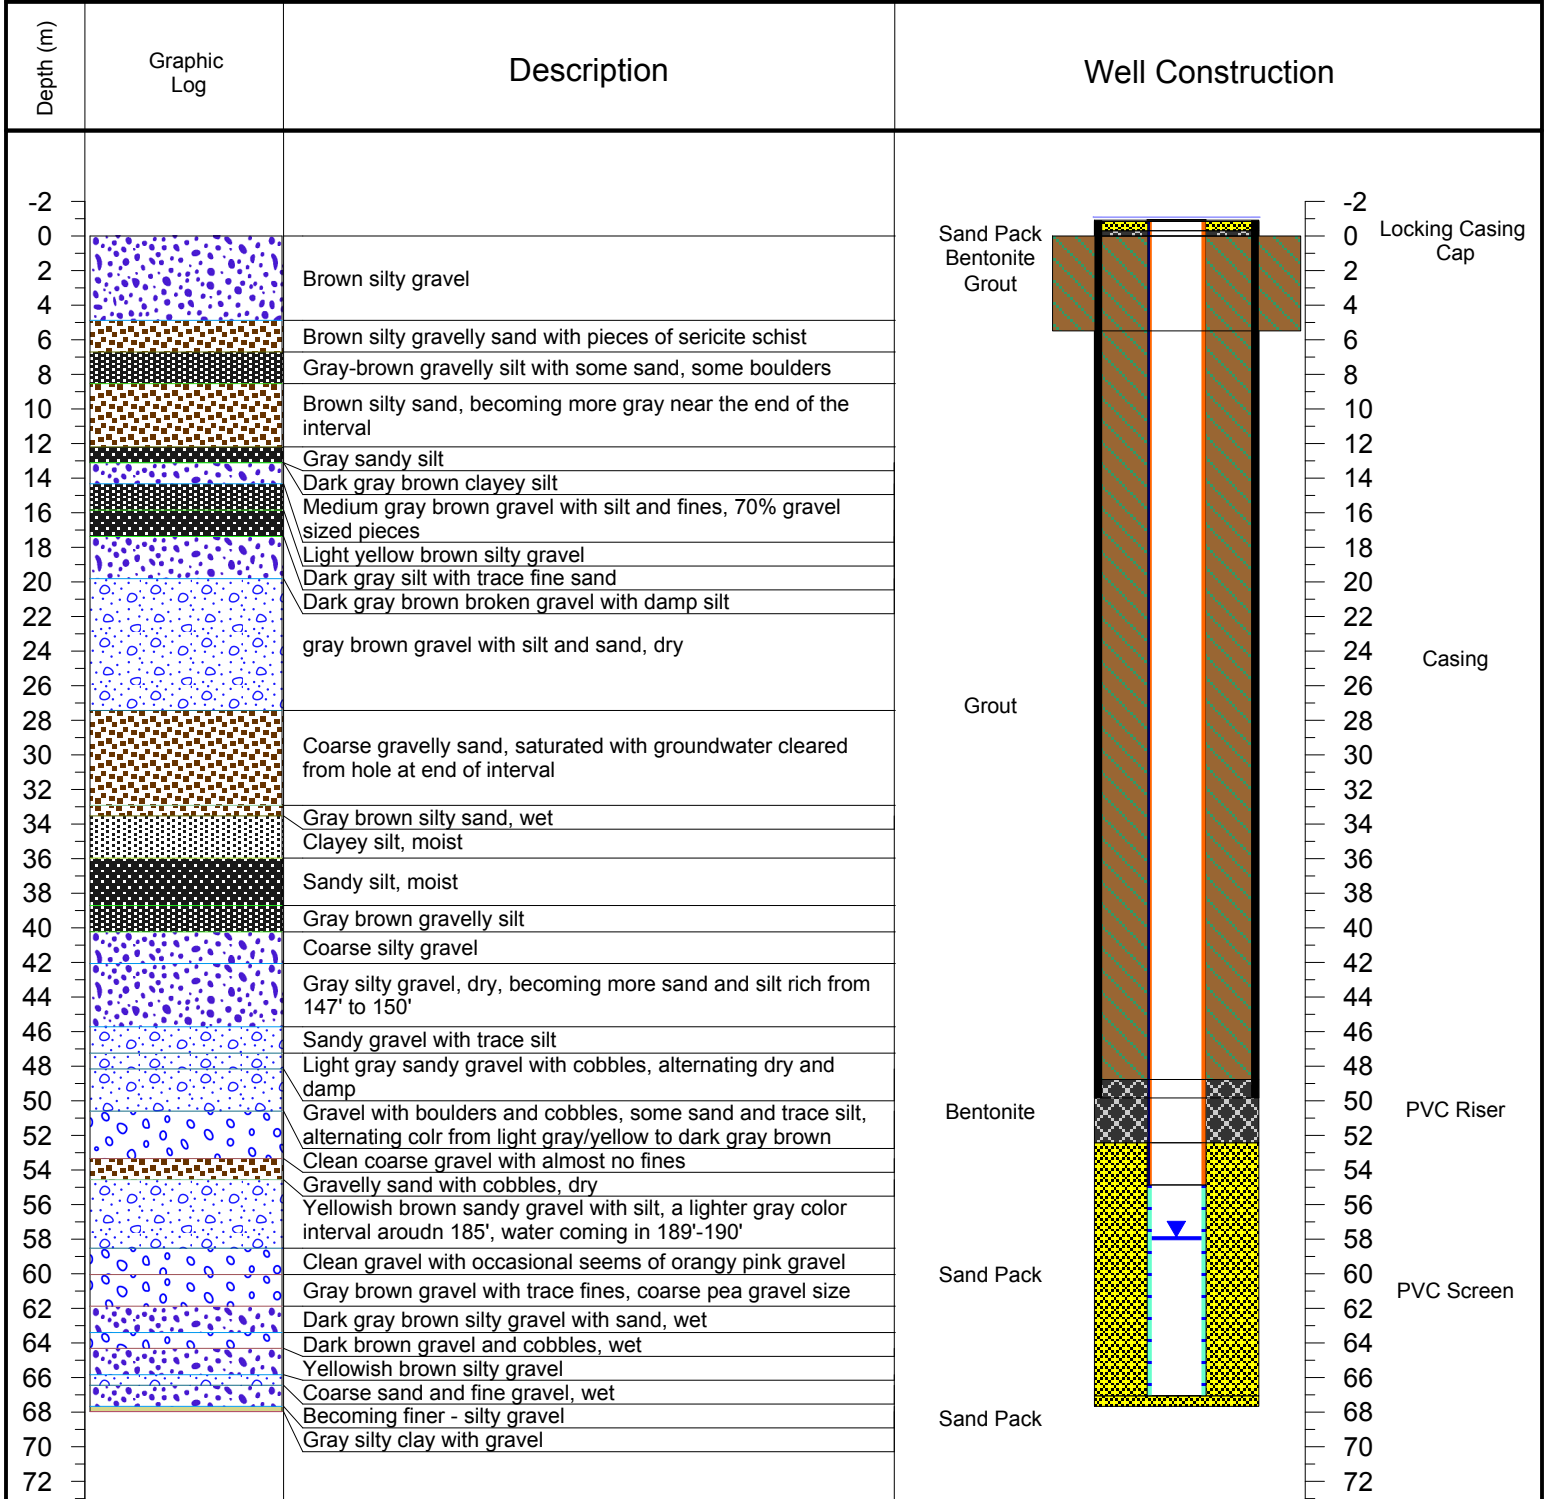 Depth (m)
Graphic
Log
Description
Well Construction
-2
0
2
4
6
8
10
12
14
16
18
20
22
24
26
28
30
32
34
36
38
40
42
44
46
48
50
52
54
56
58
60
62
64
66
68
70
72
Brown silty gravel
Brown silty gravelly sand with pieces of sericite schist
Gray-brown gravelly silt with some sand, some boulders
Brown silty sand, becoming more gray near the end of the
interval
Gray sandy silt
Dark gray brown clayey silt
Medium gray brown gravel with silt and fines, 70% gravel
sized pieces
Light yellow brown silty gravel
Dark gray silt with trace fine sand
Dark gray brown broken gravel with damp silt
gray brown gravel with silt and sand, dry
Coarse gravelly sand, saturated with groundwater cleared
from hole at end of interval
Gray brown silty sand, wet
Clayey silt, moist
Sandy silt, moist
Gray brown gravelly silt
Coarse silty gravel
Gray silty gravel, dry, becoming more sand and silt rich from
147' to 150'
Sandy gravel with trace silt
Light gray sandy gravel with cobbles, alternating dry and
damp
Gravel with boulders and cobbles, some sand and trace silt,
alternating colr from light gray/yellow to dark gray brown
Clean coarse gravel with almost no fines
Gravelly sand with cobbles, dry
Yellowish brown sandy gravel with silt, a lighter gray color
interval aroudn 185', water coming in 189'-190'
Clean gravel with occasional seems of orangy pink gravel
Gray brown gravel with trace fines, coarse pea gravel size
Dark gray brown silty gravel with sand, wet
Dark brown gravel and cobbles, wet
Yellowish brown silty gravel
Coarse sand and fine gravel, wet
Becoming finer - silty gravel
Gray silty clay with gravel
Sand Pack
Bentonite
Grout
Grout
Bentonite
Sand Pack
Sand Pack
-2
0
2
4
6
8
10
12
14
16
18
20
22
24
26
28
30
32
34
36
38
40
42
44
46
48
50
52
54
56
58
60
62
64
66
68
70
72
Locking Casing
Cap
Casing
PVC Riser
PVC Screen